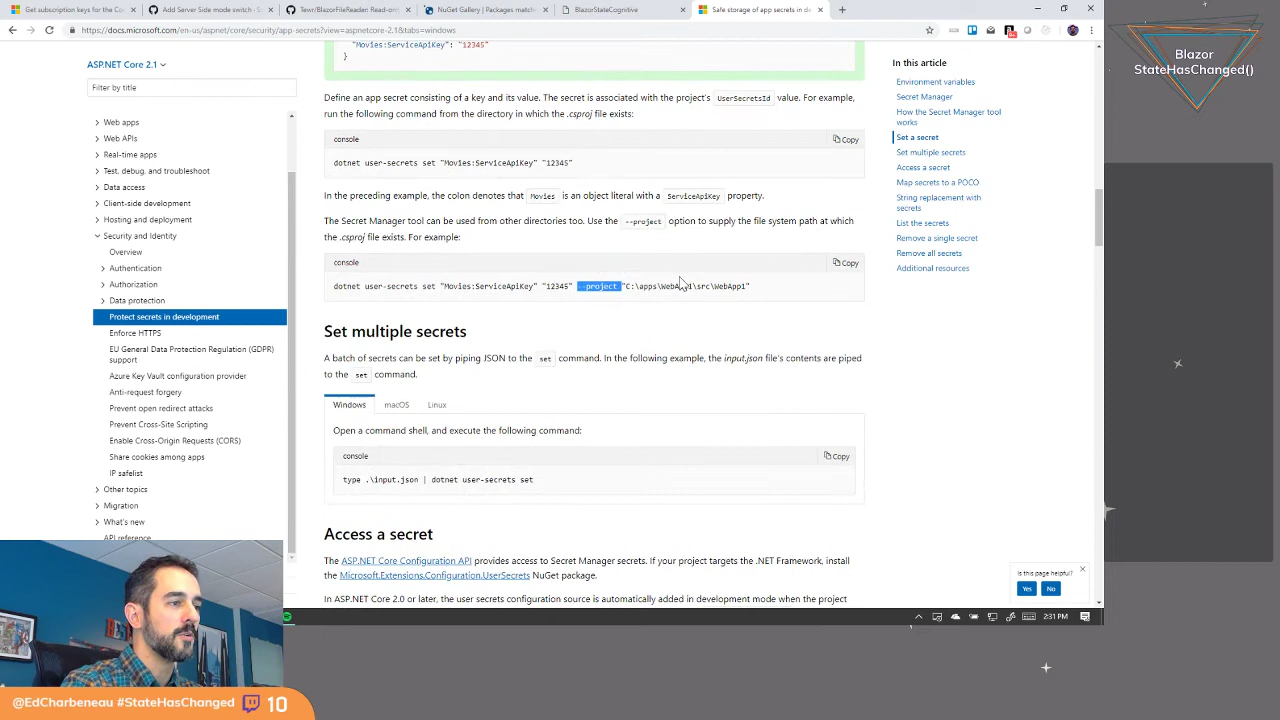 Get subscription keys for the Co
Add Server Side mode switch · S
Tewr/BlazorFileReader: Read-on
NuGet Gallery | Packages match
BlazorStateCognitive
Safe storage of app secrets in de
https://docs.microsoft.com/en-us/aspnet/core/security/app-secrets?view=aspnetcore-2.1&tabs=windows
Blazor
StateHasChanged()
ASP.NET Core 2.1
Filter by title
Web apps
Web APIs
Real-time apps
Test, debug, and troubleshoot
Data access
Client-side development
Hosting and deployment
Security and Identity
Overview
Authentication
Authorization
Data protection
Protect secrets in development
Enforce HTTPS
EU General Data Protection Regulation (GDPR)
support
Azure Key Vault configuration provider
Anti-request forgery
Prevent open redirect attacks
Prevent Cross-Site Scripting
Enable Cross-Origin Requests (CORS)
Share cookies among apps
IP safelist
Other topics
Migration
What's new
API reference
"Movies:ServiceApiKey": "12345"
}
Define an app secret consisting of a key and its value. The secret is associated with the project's UserSecretsId value. For example,
run the following command from the directory in which the .csproj file exists:
console
Copy
dotnet user-secrets set "Movies:ServiceApiKey" "12345"
In the preceding example, the colon denotes that Movies is an object literal with a ServiceApiKey property.
The Secret Manager tool can be used from other directories too. Use the --project option to supply the file system path at which
the .csproj file exists. For example:
console
Copy
dotnet user-secrets set "Movies:ServiceApiKey" "12345" --project "C:\apps\WebApp1\src\WebApp1"
Set multiple secrets
A batch of secrets can be set by piping JSON to the set command. In the following example, the input.json file's contents are piped
to the set command.
Windows
macOS
Linux
Open a command shell, and execute the following command:
console
Copy
type .\input.json | dotnet user-secrets set
Access a secret
The ASP.NET Core Configuration API provides access to Secret Manager secrets. If your project targets the .NET Framework, install
the Microsoft.Extensions.Configuration.UserSecrets NuGet package.
In ASP.NET Core 2.0 or later, the user secrets configuration source is automatically added in development mode when the project
In this article
Environment variables
Secret Manager
How the Secret Manager tool
works
Set a secret
Set multiple secrets
Access a secret
Map secrets to a POCO
String replacement with
secrets
List the secrets
Remove a single secret
Remove all secrets
Additional resources
Is this page helpful?
Yes
No
2:31 PM
@EdCharbeneau #StateHasChanged
10